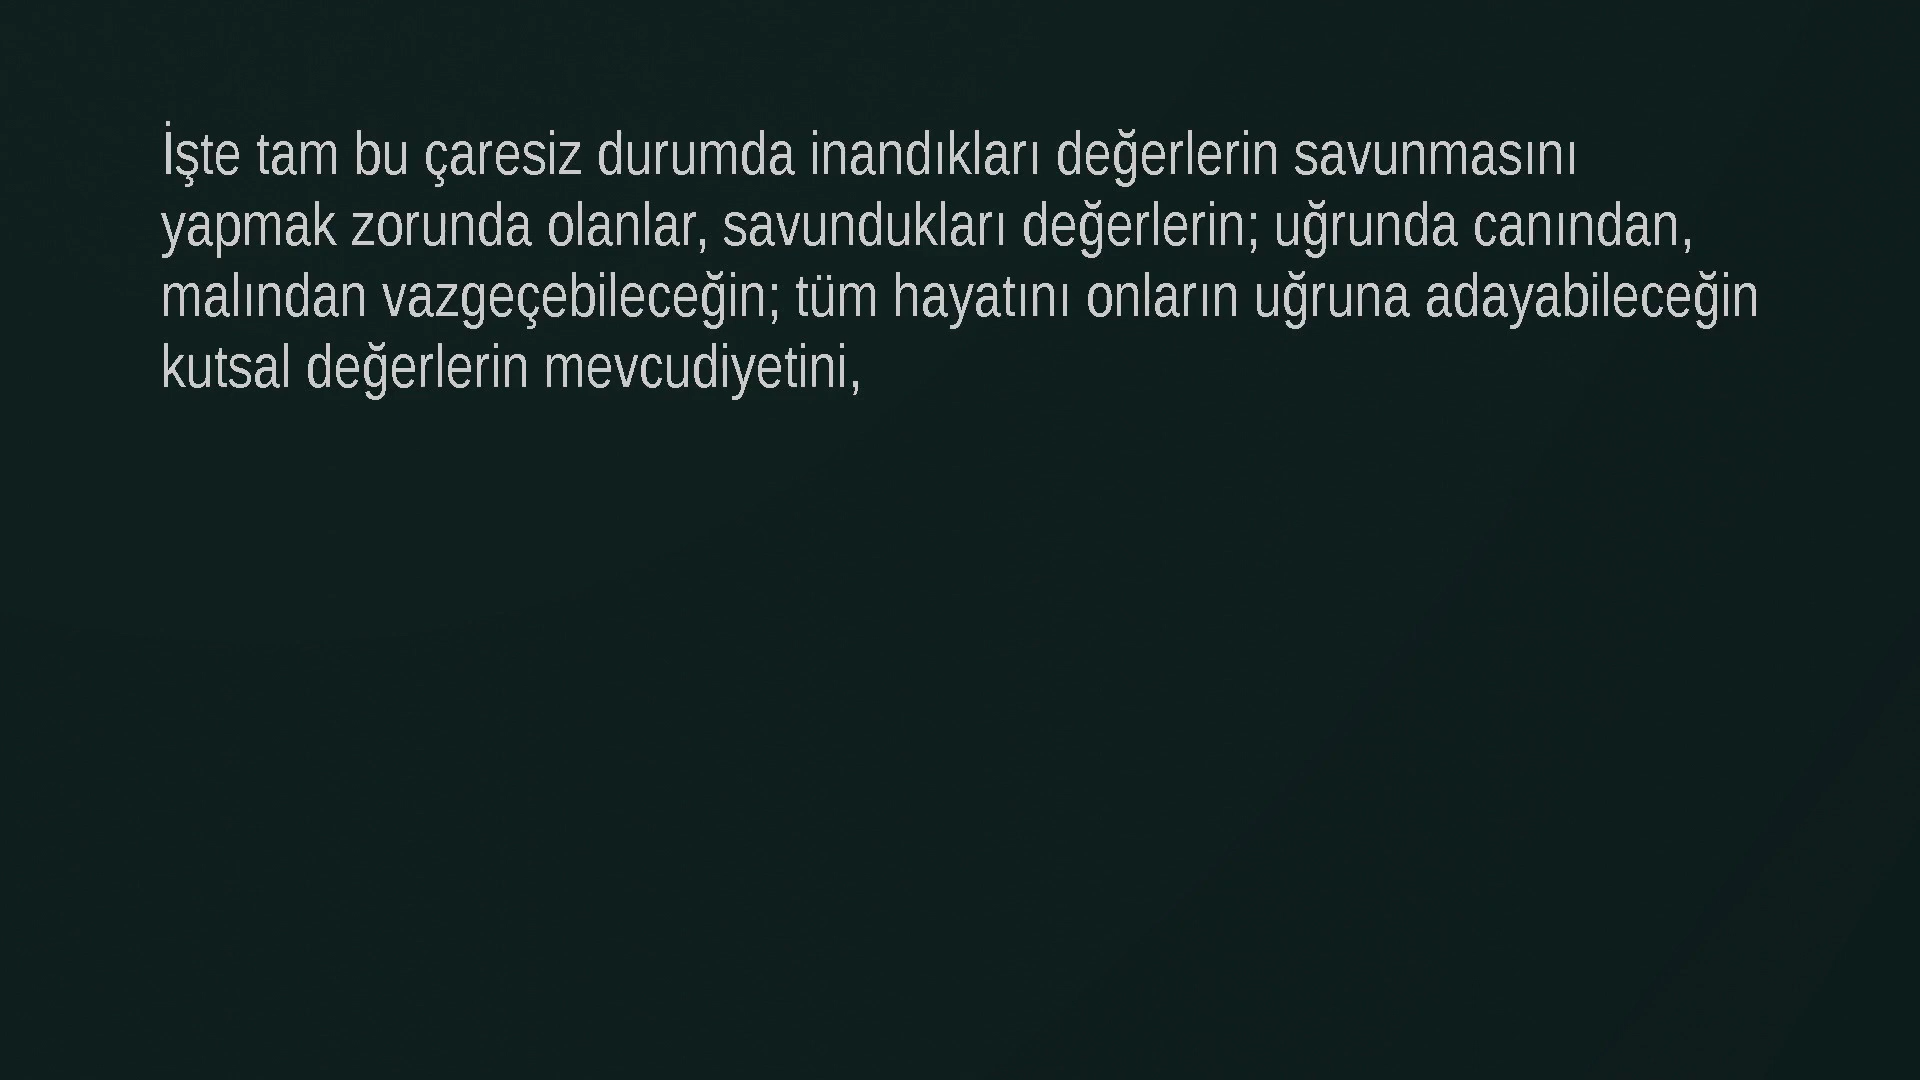 İşte tam bu çaresiz durumda inandıkları değerlerin savunmasını
yapmak zorunda olanlar, savundukları değerlerin; uğrunda canından,
malından vazgeçebileceğin; tüm hayatını onların uğruna adayabileceğin
kutsal değerlerin mevcudiyetini,